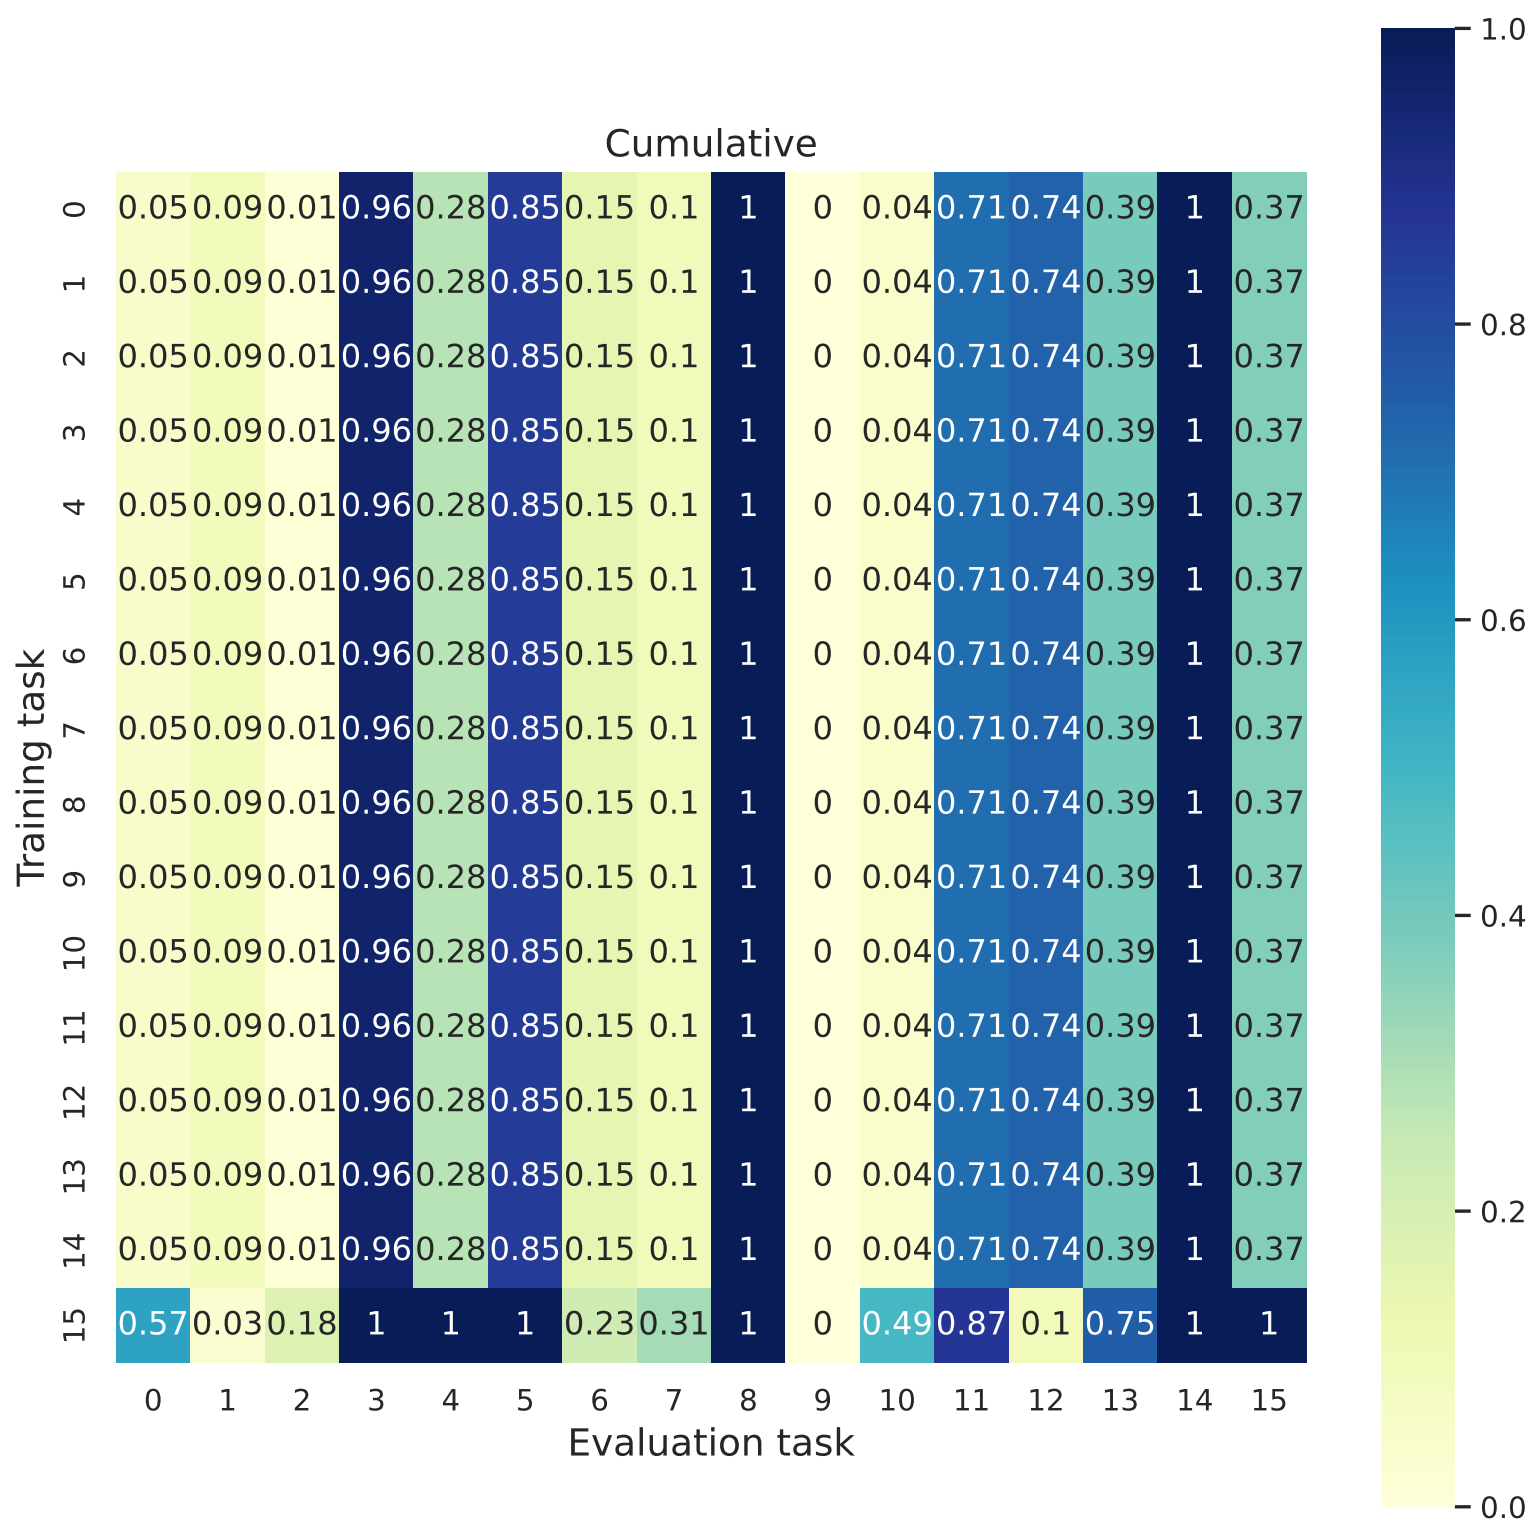 Cumulative
0 0.05 0.09 0.01 0.96 0.28 0.85 0.15 0.1 1 0 0.04 0.71 0.74 0.39 1 0.37
1 0.05 0.09 0.01 0.96 0.28 0.85 0.15 0.1 1 0 0.04 0.71 0.74 0.39 1 0.37
2 0.05 0.09 0.01 0.96 0.28 0.85 0.15 0.1 1 0 0.04 0.71 0.74 0.39 1 0.37
3 0.05 0.09 0.01 0.96 0.28 0.85 0.15 0.1 1 0 0.04 0.71 0.74 0.39 1 0.37
4 0.05 0.09 0.01 0.96 0.28 0.85 0.15 0.1 1 0 0.04 0.71 0.74 0.39 1 0.37
5 0.05 0.09 0.01 0.96 0.28 0.85 0.15 0.1 1 0 0.04 0.71 0.74 0.39 1 0.37
6 0.05 0.09 0.01 0.96 0.28 0.85 0.15 0.1 1 0 0.04 0.71 0.74 0.39 1 0.37
7 0.05 0.09 0.01 0.96 0.28 0.85 0.15 0.1 1 0 0.04 0.71 0.74 0.39 1 0.37
8 0.05 0.09 0.01 0.96 0.28 0.85 0.15 0.1 1 0 0.04 0.71 0.74 0.39 1 0.37
9 0.05 0.09 0.01 0.96 0.28 0.85 0.15 0.1 1 0 0.04 0.71 0.74 0.39 1 0.37
10 0.05 0.09 0.01 0.96 0.28 0.85 0.15 0.1 1 0 0.04 0.71 0.74 0.39 1 0.37
11 0.05 0.09 0.01 0.96 0.28 0.85 0.15 0.1 1 0 0.04 0.71 0.74 0.39 1 0.37
12 0.05 0.09 0.01 0.96 0.28 0.85 0.15 0.1 1 0 0.04 0.71 0.74 0.39 1 0.37
13 0.05 0.09 0.01 0.96 0.28 0.85 0.15 0.1 1 0 0.04 0.71 0.74 0.39 1 0.37
14 0.05 0.09 0.01 0.96 0.28 0.85 0.15 0.1 1 0 0.04 0.71 0.74 0.39 1 0.37
15 0.57 0.03 0.18 1 1 1 0.23 0.31 1 0 0.49 0.87 0.1 0.75 1 1
0 1 2 3 4 5 6 7 8 9 10 11 12 13 14 15
Evaluation task
Training task
1.0
0.8
0.6
0.4
0.2
0.0